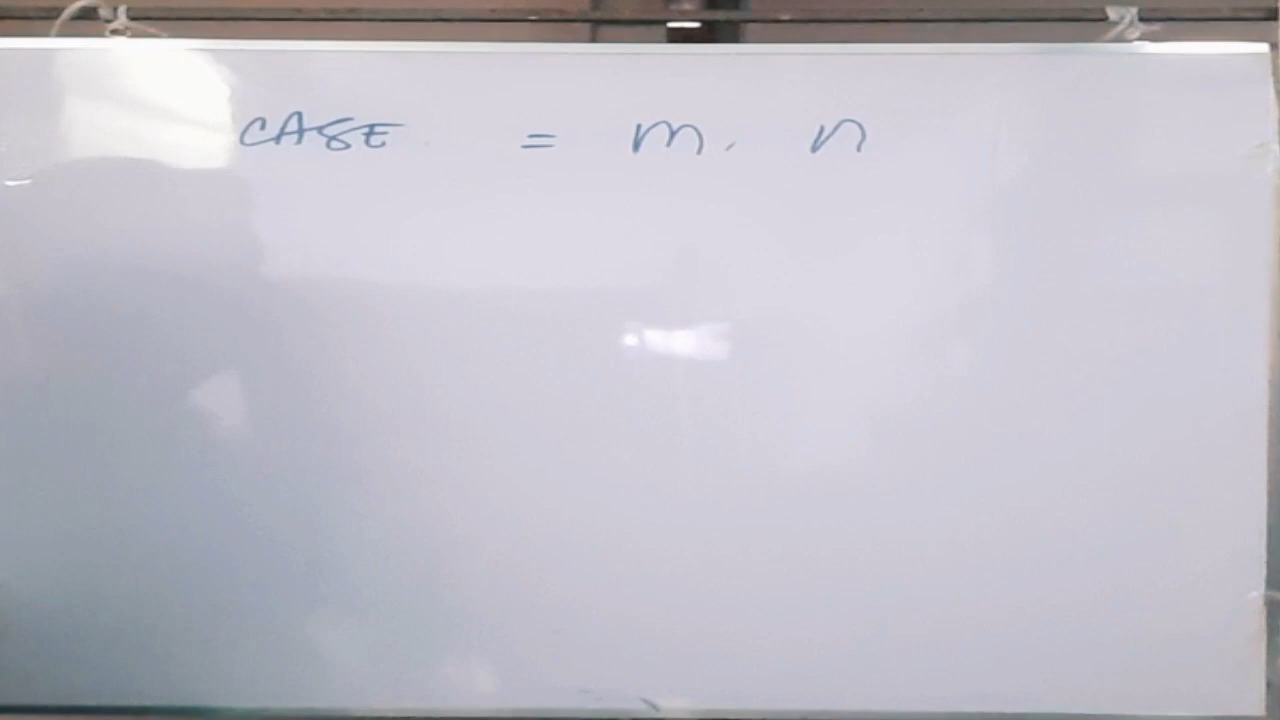 CASE = m, n